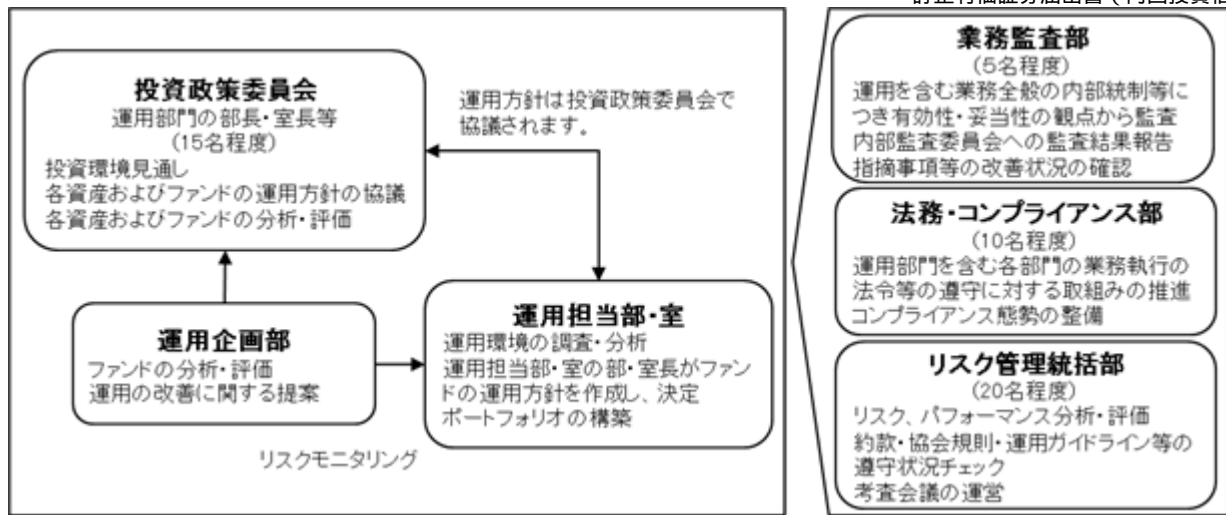 投資政策委員会
運用部門の部長・室長等
(15名程度)
投資環境見通し
各資産およびファンドの運用方針の協議
各資産およびファンドの分析・評価
運用方針は投資政策委員会で
協議されます。
運用企画部
ファンドの分析・評価
運用の改善に関する提案
運用担当部・室
運用環境の調査・分析
運用担当部・室の部・室長がファン
ドの運用方針を作成し、決定
ポートフォリオの構築
リスクモニタリング
業務監査部
(5名程度)
運用を含む業務全般の内部統制等に
つき有効性・妥当性の観点から監査
内部監査委員会への監査結果報告
指摘事項等の改善状況の確認
法務・コンプライアンス部
(10名程度)
運用部門を含む各部門の業務執行の
法令等の遵守に対する取組みの推進
コンプライアンス態勢の整備
リスク管理統括部
(20名程度)
リスク、パフォーマンス分析・評価
約款・協会規則・運用ガイドライン等の
遵守状況チェック
考査会議の運営